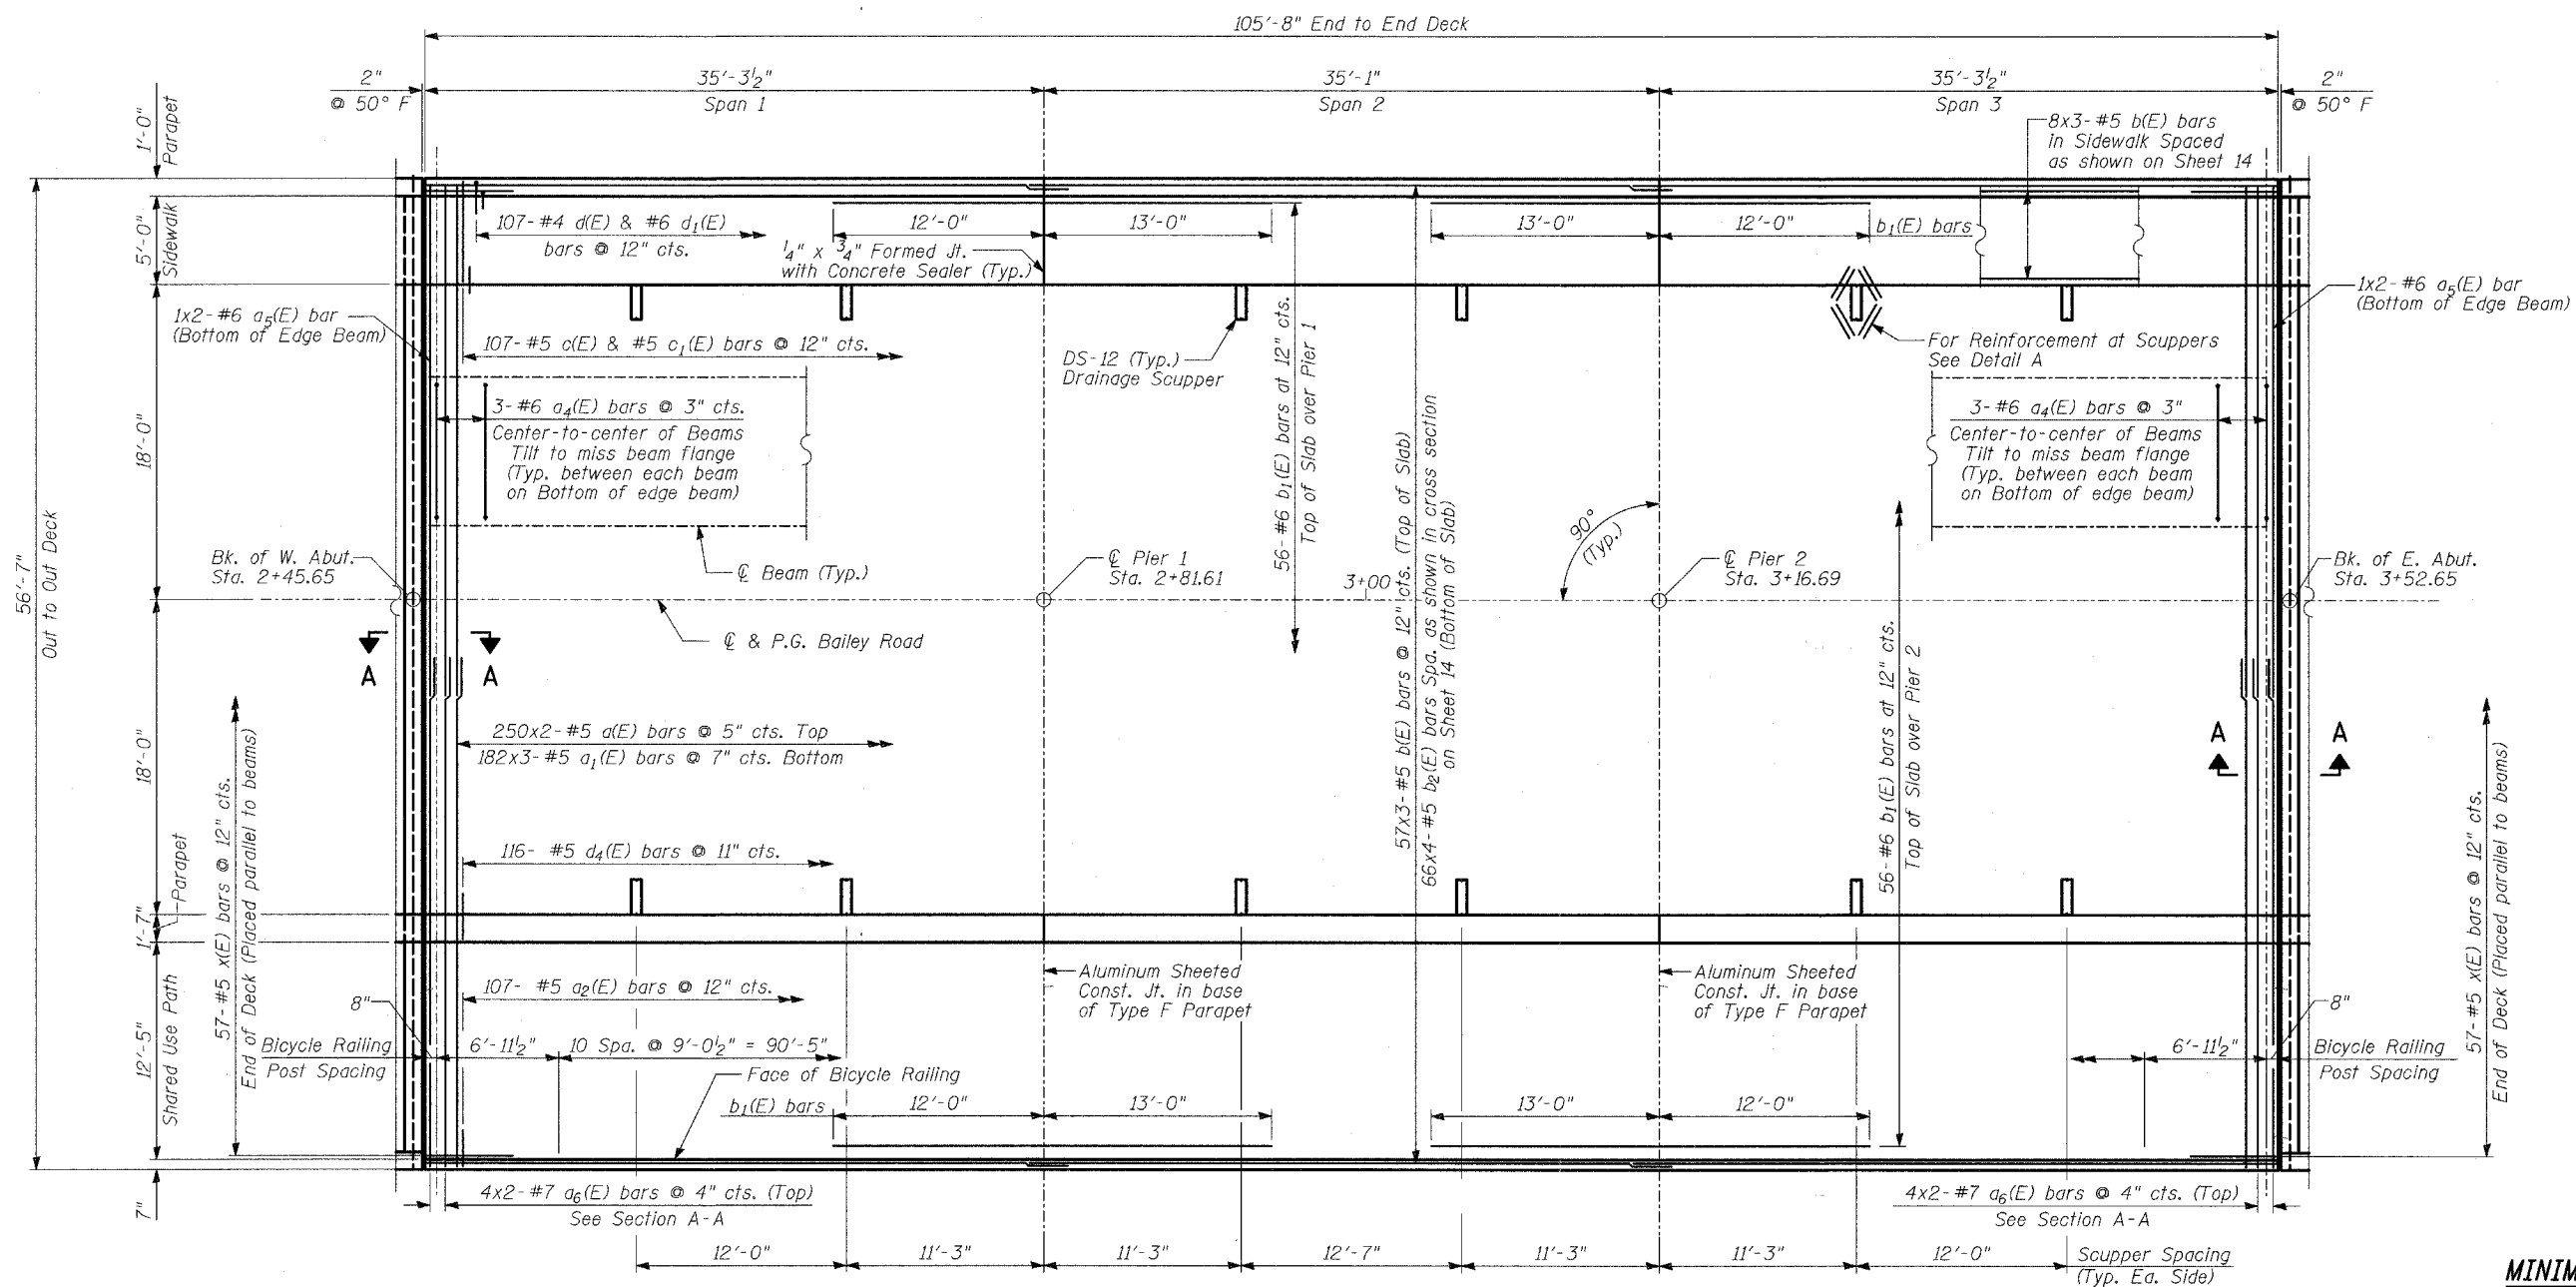 105'-8" End to End Deck
2"
@ 50° F
35'-3½"
Span 1
35'-1"
Span 2
35'-3½"
Span 3
2"
@ 50° F
1'-0"
Parapet
8x3-#5 b(E) bars
in Sidewalk Spaced
as shown on Sheet 14
5'-0"
Sidewalk
107-#4 d(E) & #6 d₁(E)
bars @ 12" cts.
12'-0"
13'-0"
13'-0"
12'-0"
b₁(E) bars
¼" x ¾" Formed Jt.
with Concrete Sealer (Typ.)
1x2-#6 a₅(E) bar
(Bottom of Edge Beam)
1x2-#6 a₅(E) bar
(Bottom of Edge Beam)
107-#5 c(E) & #5 c₁(E) bars @ 12" cts.
DS-12 (Typ.)
Drainage Scupper
56-#6 b₁(E) bars at 12" cts.
Top of Slab over Pier 1
For Reinforcement at Scuppers
See Detail A
18'-0"
3-#6 a₄(E) bars @ 3" cts.
Center-to-center of Beams
Tilt to miss beam flange
(Typ. between each beam
on Bottom of edge beam)
3-#6 a₄(E) bars @ 3"
Center-to-center of Beams
Tilt to miss beam flange
(Typ. between each beam
on Bottom of edge beam)
56'-7"
Out to Out Deck
Bk. of W. Abut.
Sta. 2+45.65
℄ Beam (Typ.)
℄ Pier 1
Sta. 2+81.61
3+00
90°
(Typ.)
℄ Pier 2
Sta. 3+16.69
Bk. of E. Abut.
Sta. 3+52.65
℄ & P.G. Bailey Road
A
A
57x3-#5 b(E) bars @ 12" cts. (Top of Slab)
66x4-#5 b₂(E) bars Spa. as shown in cross section
on Sheet 14 (Bottom of Slab)
56-#6 b₁(E) bars at 12" cts.
Top of Slab over Pier 2
18'-0"
250x2-#5 a(E) bars @ 5" cts. Top
182x3-#5 a₁(E) bars @ 7" cts. Bottom
A
A
57-#5 x(E) bars @ 12" cts.
End of Deck (Placed parallel to beams)
57-#5 x(E) bars @ 12" cts.
End of Deck (Placed parallel to beams)
116- #5 d₄(E) bars @ 11" cts.
1'-7"
Parapet
Aluminum Sheeted
Const. Jt. in base
of Type F Parapet
Aluminum Sheeted
Const. Jt. in base
of Type F Parapet
107- #5 a₂(E) bars @ 12" cts.
12'-5"
Shared Use Path
8"
8"
Bicycle Railing
Post Spacing
6'-11½"
10 Spa. @ 9'-0½" = 90'-5"
6'-11½"
Bicycle Railing
Post Spacing
Face of Bicycle Railing
b₁(E) bars
12'-0"
13'-0"
13'-0"
12'-0"
7"
4x2-#7 a₆(E) bars @ 4" cts. (Top)
See Section A-A
4x2-#7 a₆(E) bars @ 4" cts. (Top)
See Section A-A
12'-0"
11'-3"
11'-3"
12'-7"
11'-3"
11'-3"
12'-0"
Scupper Spacing
(Typ. Ea. Side)
MINIM